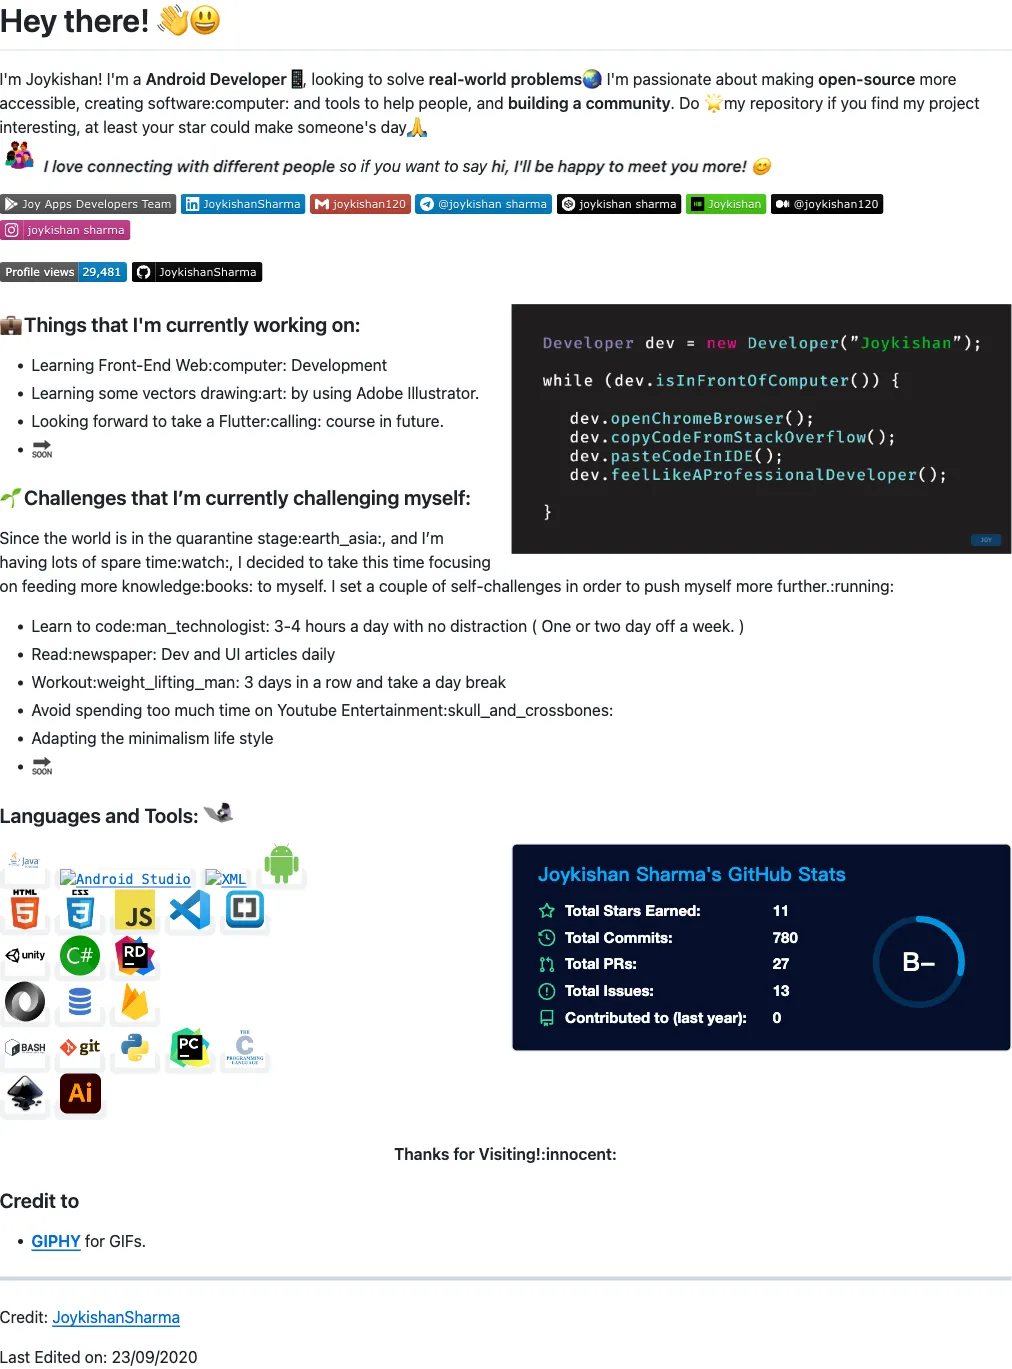 Hey there! 👋😃
I'm Joykishan! I'm a Android Developer📱, looking to solve real-world problems🌏 I'm passionate about making open-source more
accessible, creating software:computer: and tools to help people, and building a community. Do 🌟my repository if you find my project
interesting, at least your star could make someone's day🙏
I love connecting with different people so if you want to say hi, I'll be happy to meet you more! 😊
Joy Apps Developers Team JoykishanSharma joykishan120 @joykishan sharma joykishan sharma Joykishan @joykishan120
joykishan sharma
Profile views 29,481 JoykishanSharma
💼Things that I'm currently working on:
• Learning Front-End Web:computer: Development
• Learning some vectors drawing:art: by using Adobe Illustrator.
• Looking forward to take a Flutter:calling: course in future.
• SOON
Developer dev = new Developer("Joykishan");
while (dev.isInFrontOfComputer()) {
dev.openChromeBrowser();
dev.copyCodeFromStackOverflow();
dev.pasteCodeInIDE();
dev.feelLikeAProfessionalDeveloper();
}
JOY
🌱Challenges that I’m currently challenging myself:
Since the world is in the quarantine stage:earth_asia:, and I’m
having lots of spare time:watch:, I decided to take this time focusing
on feeding more knowledge:books: to myself. I set a couple of self-challenges in order to push myself more further.:running:
• Learn to code:man_technologist: 3-4 hours a day with no distraction ( One or two day off a week. )
• Read:newspaper: Dev and UI articles daily
• Workout:weight_lifting_man: 3 days in a row and take a day break
• Avoid spending too much time on Youtube Entertainment:skull_and_crossbones:
• Adapting the minimalism life style
• SOON
Languages and Tools:
Java Android Studio XML
HTML 5 CSS 3 JS
unity C# RD
BASH git PC THE C PROGRAMMING LANGUAGE
Ai
Joykishan Sharma's GitHub Stats
Total Stars Earned: 11
Total Commits: 780
Total PRs: 27
Total Issues: 13
Contributed to (last year): 0
B-
Thanks for Visiting!:innocent:
Credit to
• GIPHY for GIFs.
Credit: JoykishanSharma
Last Edited on: 23/09/2020